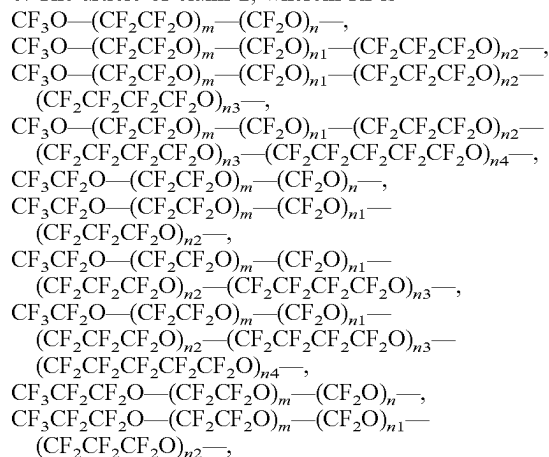 CF₃O—(CF₂CF₂O)ₘ—(CF₂O)ₙ—,
CF₃O—(CF₂CF₂O)ₘ—(CF₂O)ₙ₁—(CF₂CF₂CF₂O)ₙ₂—,
CF₃O—(CF₂CF₂O)ₘ—(CF₂O)ₙ₁—(CF₂CF₂CF₂O)ₙ₂—
(CF₂CF₂CF₂CF₂O)ₙ₃—,
CF₃O—(CF₂CF₂O)ₘ—(CF₂O)ₙ₁—(CF₂CF₂CF₂O)ₙ₂—
(CF₂CF₂CF₂CF₂O)ₙ₃—(CF₂CF₂CF₂CF₂CF₂O)ₙ₄—,
CF₃CF₂O—(CF₂CF₂O)ₘ—(CF₂O)ₙ—,
CF₃CF₂O—(CF₂CF₂O)ₘ—(CF₂O)ₙ₁—
(CF₂CF₂CF₂O)ₙ₂—,
CF₃CF₂O—(CF₂CF₂O)ₘ—(CF₂O)ₙ₁—
(CF₂CF₂CF₂O)ₙ₂—(CF₂CF₂CF₂CF₂O)ₙ₃—,
CF₃CF₂O—(CF₂CF₂O)ₘ—(CF₂O)ₙ₁—
(CF₂CF₂CF₂O)ₙ₂—(CF₂CF₂CF₂CF₂O)ₙ₃—
(CF₂CF₂CF₂CF₂CF₂O)ₙ₄—,
CF₃CF₂CF₂O—(CF₂CF₂O)ₘ—(CF₂O)ₙ—,
CF₃CF₂CF₂O—(CF₂CF₂O)ₘ—(CF₂O)ₙ₁—
(CF₂CF₂CF₂O)ₙ₂—,